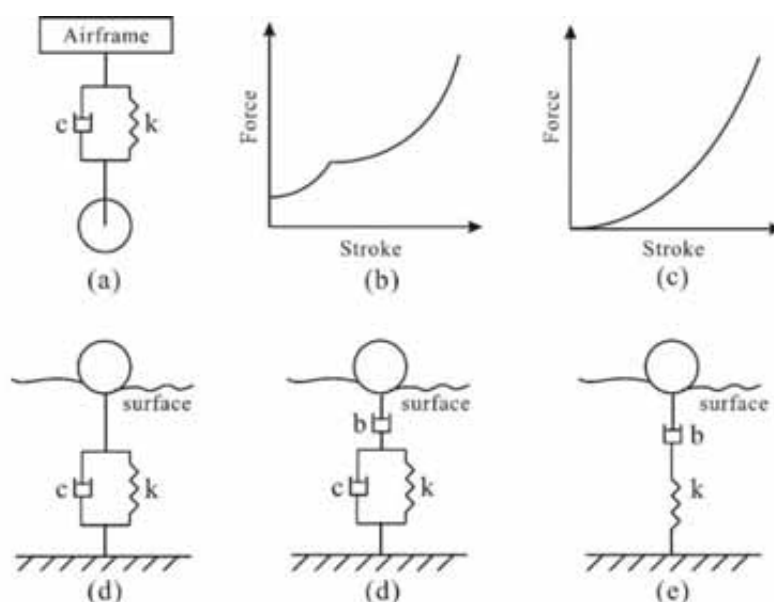 Airframe
c
k
(a)
Force
Stroke
(b)
Force
Stroke
(c)
surface
c
k
(d)
surface
b
c
k
(d)
surface
b
k
(e)